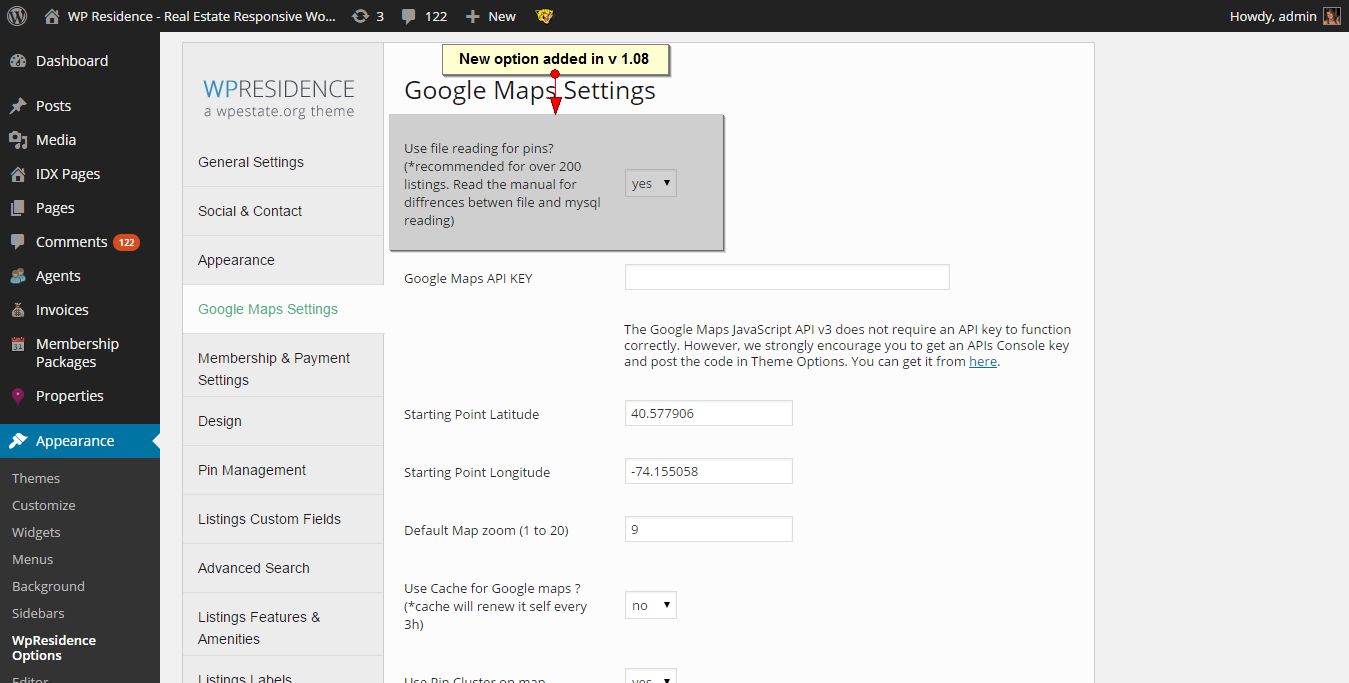 WP Residence - Real Estate Responsive Wo...
3
122
New
Howdy, admin
Dashboard
Posts
Media
IDX Pages
Pages
Comments 122
Agents
Invoices
Membership
Packages
Properties
Appearance
Themes
Customize
Widgets
Menus
Background
Sidebars
WpResidence
Options
Editor
WPRESIDENCE
a wpestate.org theme
General Settings
Social & Contact
Appearance
Google Maps Settings
Membership & Payment
Settings
Design
Pin Management
Listings Custom Fields
Advanced Search
Listings Features &
Amenities
Listings Labels
New option added in v 1.08
Google Maps Settings
Use file reading for pins?
(*recommended for over 200
listings. Read the manual for
diffrences betwen file and mysql
reading)
yes
Google Maps API KEY
The Google Maps JavaScript API v3 does not require an API key to function
correctly. However, we strongly encourage you to get an APIs Console key
and post the code in Theme Options. You can get it from here.
Starting Point Latitude
40.577906
Starting Point Longitude
-74.155058
Default Map zoom (1 to 20)
9
Use Cache for Google maps ?
(*cache will renew it self every
3h)
no
Use Pin Cluster on map
yes